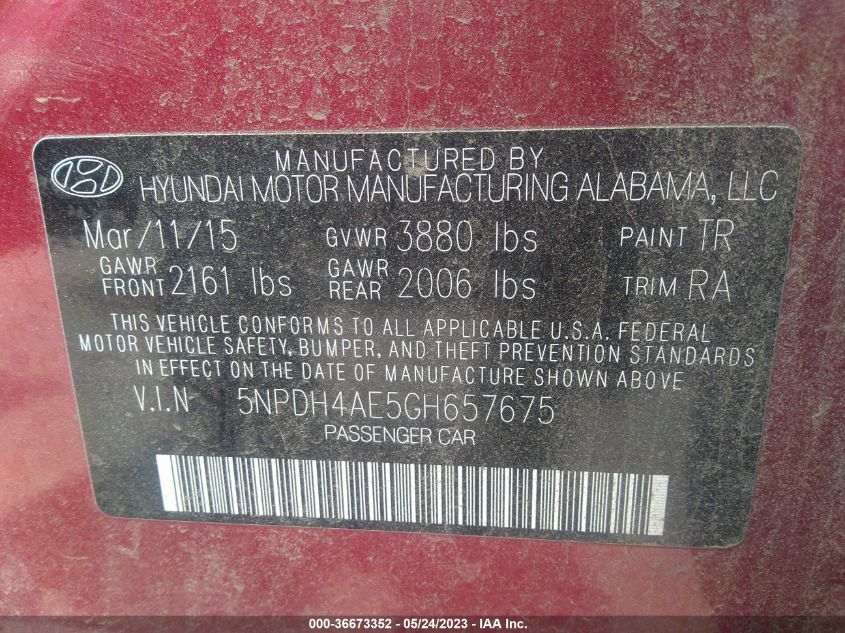 MANUFACTURED BY
HYUNDAI MOTOR MANUFACTURING ALABAMA, LLC
Mar/11/15 GVWR 3880 lbs PAINT TR
GAWR FRONT 2161 lbs GAWR REAR 2006 lbs TRIM RA
THIS VEHICLE CONFORMS TO ALL APPLICABLE U.S.A. FEDERAL
MOTOR VEHICLE SAFETY, BUMPER, AND THEFT PREVENTION STANDARDS
IN EFFECT ON THE DATE OF MANUFACTURE SHOWN ABOVE
V.I.N 5NPDH4AE5GH657675
PASSENGER CAR
000-36673352 - 05/24/2023 - IAA Inc.